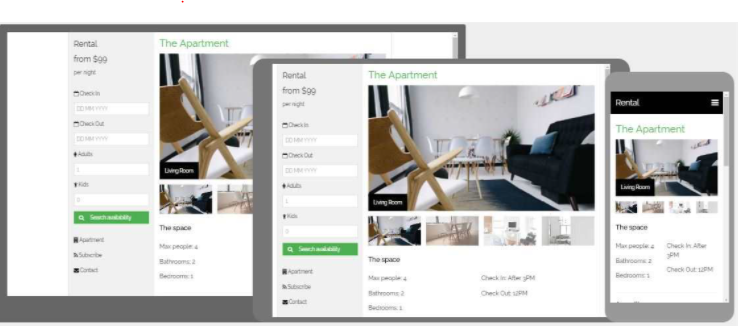 Rental
from $99
per night
Check In
DD MM YYYY
Check Out
DD MM YYYY
Adults
1
Kids
0
Search availability
Apartment
Subscribe
Contact
The Apartment
Living Room
The space
Max people: 4
Bathrooms: 2
Bedrooms: 1
Rental
from $99
per night
Check In
DD MM YYYY
Check Out
DD MM YYYY
Adults
1
Kids
0
Search availability
Apartment
Subscribe
Contact
The Apartment
Living Room
The space
Max people: 4 Check In: After 3PM
Bathrooms: 2 Check Out: 12PM
Bedrooms: 1
Rental
The Apartment
Living Room
The space
Max people: 4
Bathrooms: 2
Bedrooms: 1
Check In: After
3PM
Check Out: 12PM